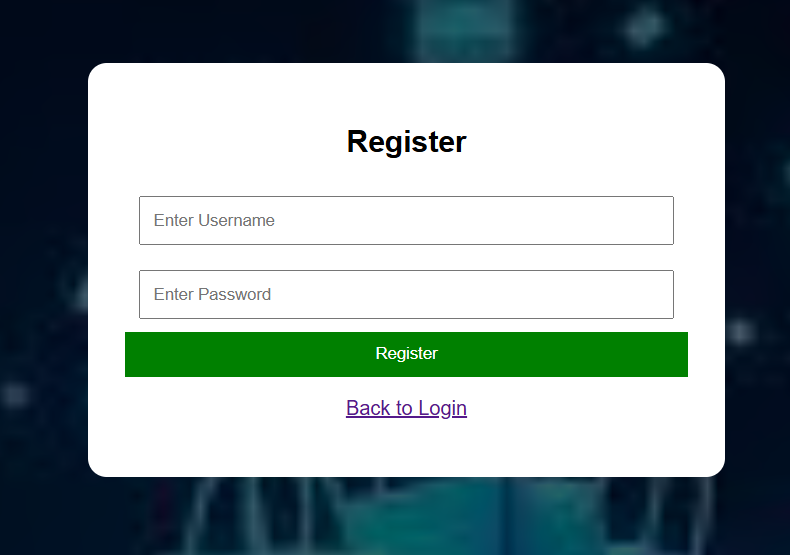 Register
Enter Username
Enter Password
Register
Back to Login